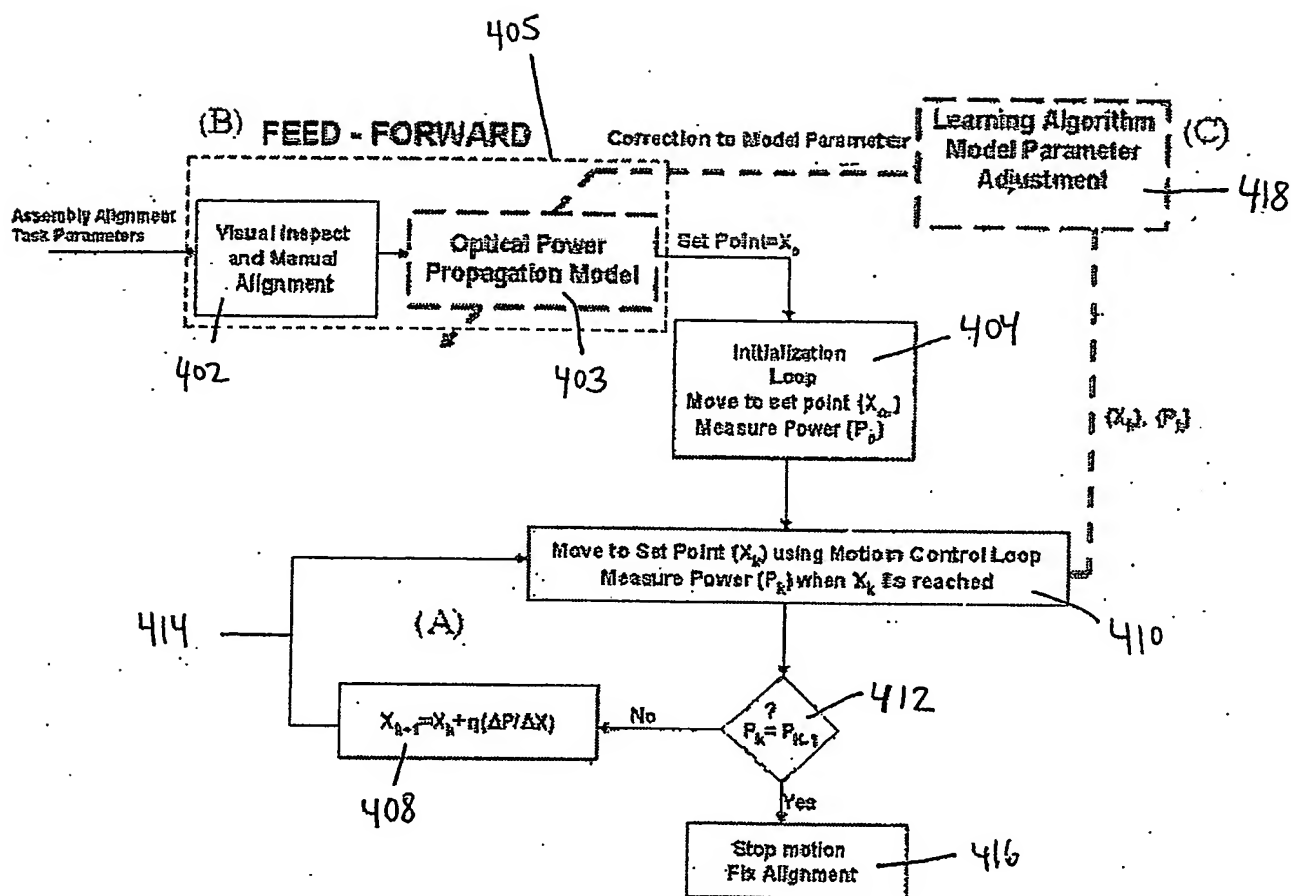 405
(B) FEED - FORWARD
Correction to Model Parameter
Learning Algorithm
Model Parameter
Adjustment
(C)
418
Assembly Alignment
Task Parameters
Visual Inspect
and Manual
Alignment
Optical Power
Propagation Model
Set Point=X₀
402
403
404
Initialization
Loop
Move to set point {X₀}
Measure Power {P₀}
{Xₖ}, {Pₖ}
Move to Set Point {Xₖ} using Motion Control Loop
Measure Power {Pₖ} when Xₖ is reached
410
414
(A)
412
?
Pₖ = Pₖ₋₁
No
Xₖ₊₁=Xₖ+η(ΔP/ΔX)
408
Yes
Stop motion
Fix Alignment
416